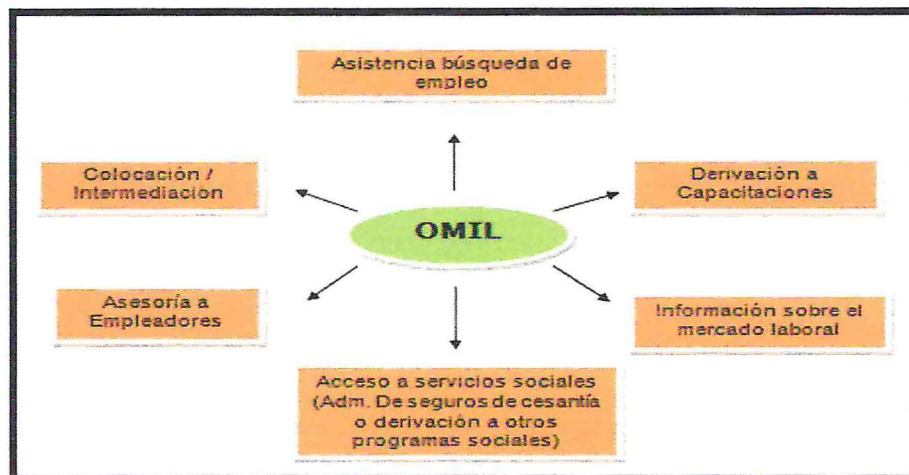 Asistencia búsqueda de
empleo
Colocación /
Intermediación
Derivación a
Capacitaciones
OMIL
Asesoría a
Empleadores
Información sobre el
mercado laboral
Acceso a servicios sociales
(Adm. De seguros de cesantía
o derivación a otros
programas sociales)